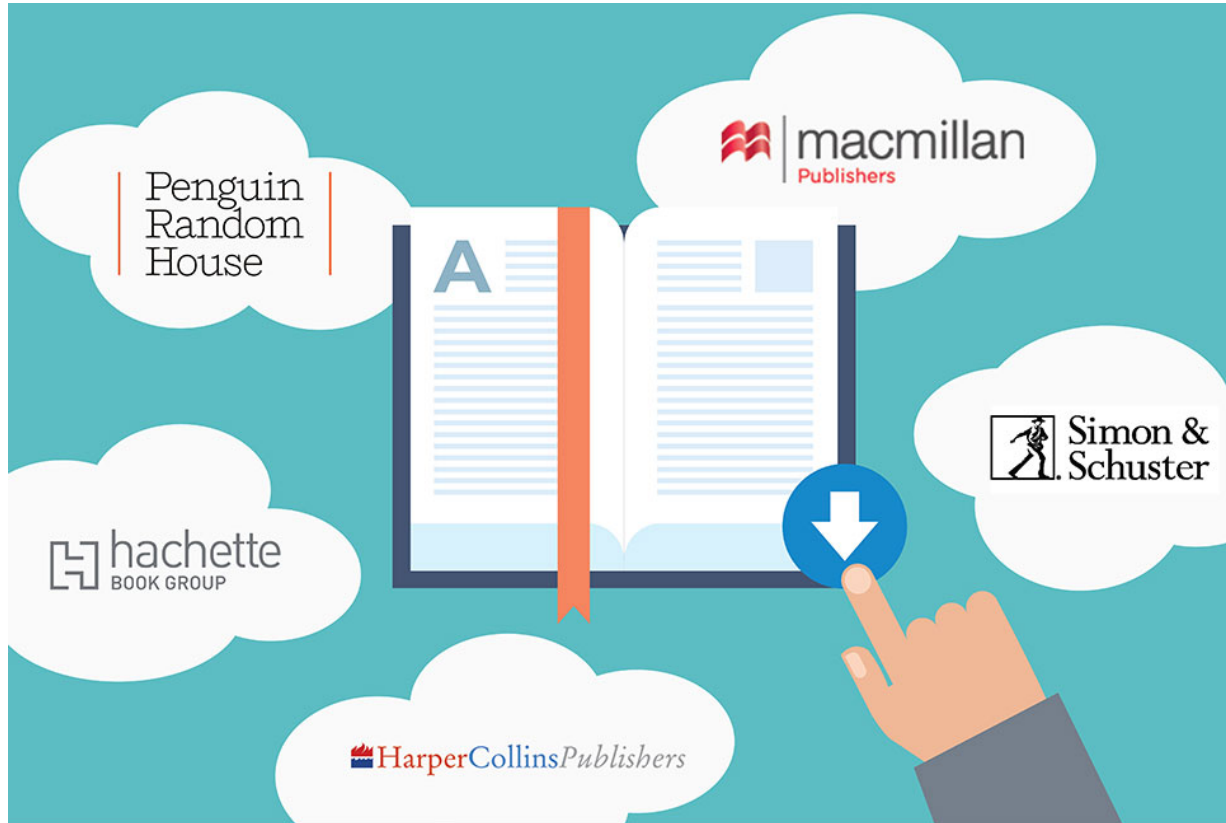 macmillan
Publishers
Penguin
Random
House
A
Simon &
Schuster
hachette
BOOK GROUP
HarperCollinsPublishers